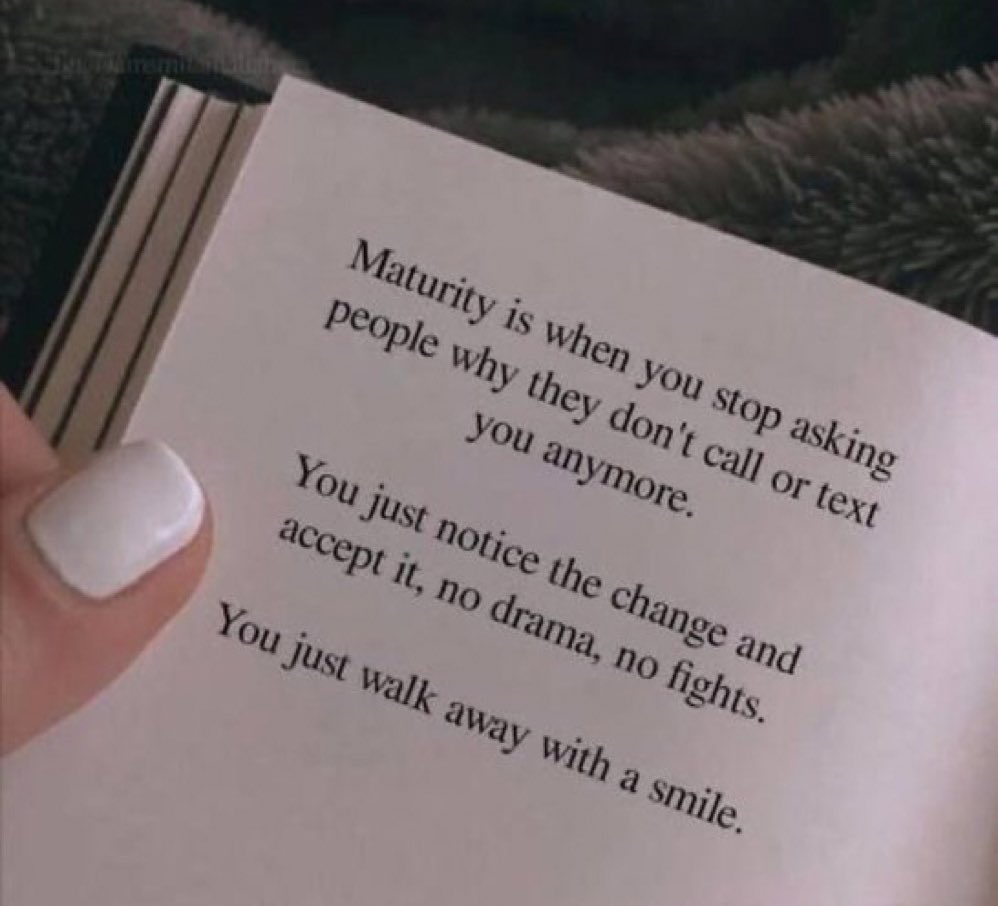 Maturity is when you stop asking
people why they don't call or text
you anymore.
You just notice the change and
accept it, no drama, no fights.
You just walk away with a smile.